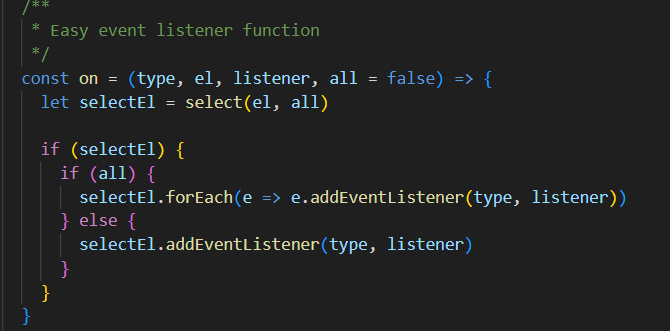 /**
 * Easy event listener function
 */
const on = (type, el, listener, all = false) => {
  let selectEl = select(el, all)

  if (selectEl) {
    if (all) {
      selectEl.forEach(e => e.addEventListener(type, listener))
    } else {
      selectEl.addEventListener(type, listener)
    }
  }
}